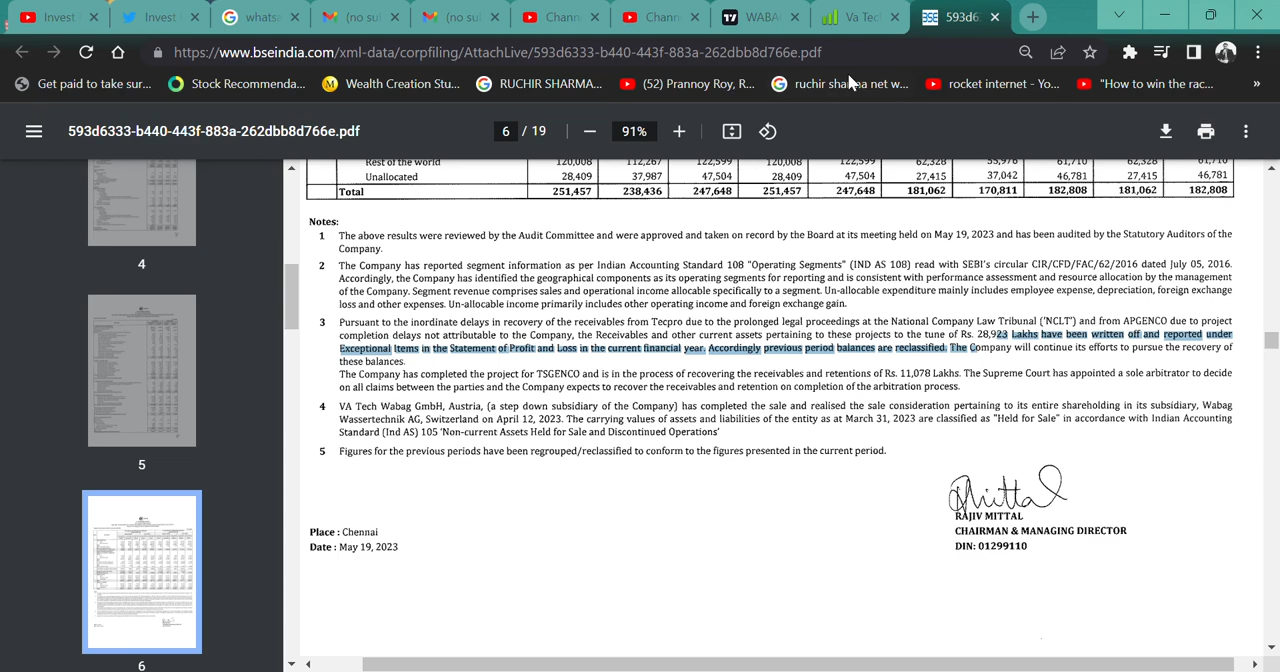 Invest
Invest
whats
(no su
(no su
Chann
Chann
WABA
Va Tec
593d6
https://www.bseindia.com/xml-data/corpfiling/AttachLive/593d6333-b440-443f-883a-262dbb8d766e.pdf
Get paid to take sur...
Stock Recommenda...
Wealth Creation Stu...
RUCHIR SHARMA...
(52) Prannoy Roy, R...
ruchir sharma net w...
rocket internet - Yo...
"How to win the rac...
593d6333-b440-443f-883a-262dbb8d766e.pdf
6 / 19
91%
4
5
6
Rest of the world 120,008 112,267 122,599 120,008 122,599 62,328 55,976 61,710 62,328 61,710
Unallocated 28,409 37,987 47,504 28,409 47,504 27,415 37,042 46,781 27,415 46,781
Total 251,457 238,436 247,648 251,457 247,648 181,062 170,811 182,808 181,062 182,808
Notes:
1 The above results were reviewed by the Audit Committee and were approved and taken on record by the Board at its meeting held on May 19, 2023 and has been audited by the Statutory Auditors of the
Company.
2 The Company has reported segment information as per Indian Accounting Standard 108 "Operating Segments" (IND AS 108) read with SEBI's circular CIR/CFD/FAC/62/2016 dated July 05, 2016.
Accordingly, the Company has identified the geographical components as its operating segments for reporting and is consistent with performance assessment and resource allocation by the management
of the Company. Segment revenue comprises sales and operational income allocable specifically to a segment. Un-allocable expenditure mainly includes employee expense, depreciation, foreign exchange
loss and other expenses. Un-allocable income primarily includes other operating income and foreign exchange gain.
3 Pursuant to the inordinate delays in recovery of the receivables from Tecpro due to the prolonged legal proceedings at the National Company Law Tribunal ('NCLT') and from APGENCO due to project
completion delays not attributable to the Company, the Receivables and other current assets pertaining to these projects to the tune of Rs. 28,923 Lakhs have been written off and reported under
Exceptional items in the Statement of Profit and Loss in the current financial year. Accordingly previous period balances are reclassified. The Company will continue its efforts to pursue the recovery of
these balances.
The Company has completed the project for TSGENCO and is in the process of recovering the receivables and retentions of Rs. 11,078 Lakhs. The Supreme Court has appointed a sole arbitrator to decide
on all claims between the parties and the Company expects to recover the receivables and retention on completion of the arbitration process.
4 VA Tech Wabag GmbH, Austria, (a step down subsidiary of the Company) has completed the sale and realised the sale consideration pertaining to its entire shareholding in its subsidiary, Wabag
Wassertechnik AG, Switzerland on April 12, 2023. The carrying values of assets and liabilities of the entity as at March 31, 2023 are classified as "Held for Sale" in accordance with Indian Accounting
Standard (Ind AS) 105 'Non-current Assets Held for Sale and Discontinued Operations'
5 Figures for the previous periods have been regrouped/reclassified to conform to the figures presented in the current period.
RAJIV MITTAL
Place : Chennai
CHAIRMAN & MANAGING DIRECTOR
Date : May 19, 2023
DIN: 01299110